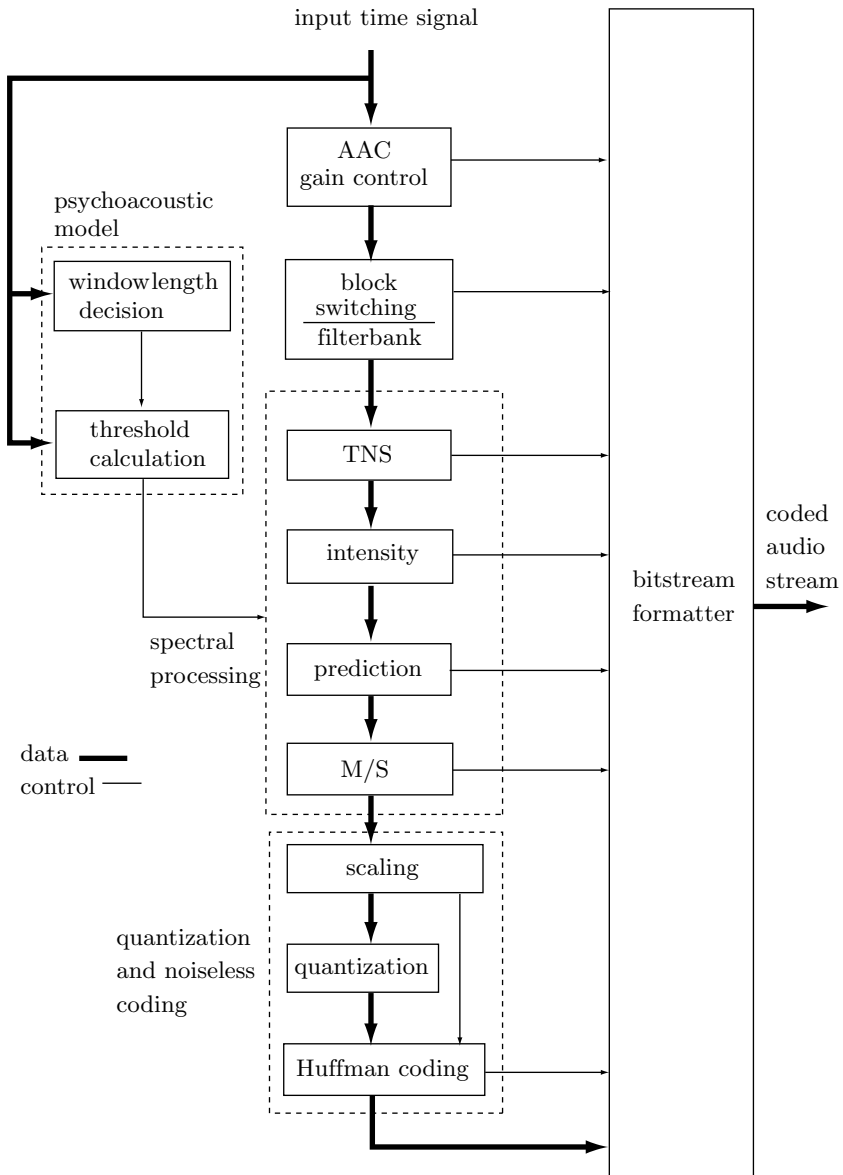 input time signal
AAC
gain control
psychoacoustic
model
windowlength
decision
block
switching
filterbank
threshold
calculation
TNS
intensity
coded
audio
stream
bitstream
formatter
spectral
processing
prediction
data
control
M/S
scaling
quantization
and noiseless
coding
quantization
Huffman coding